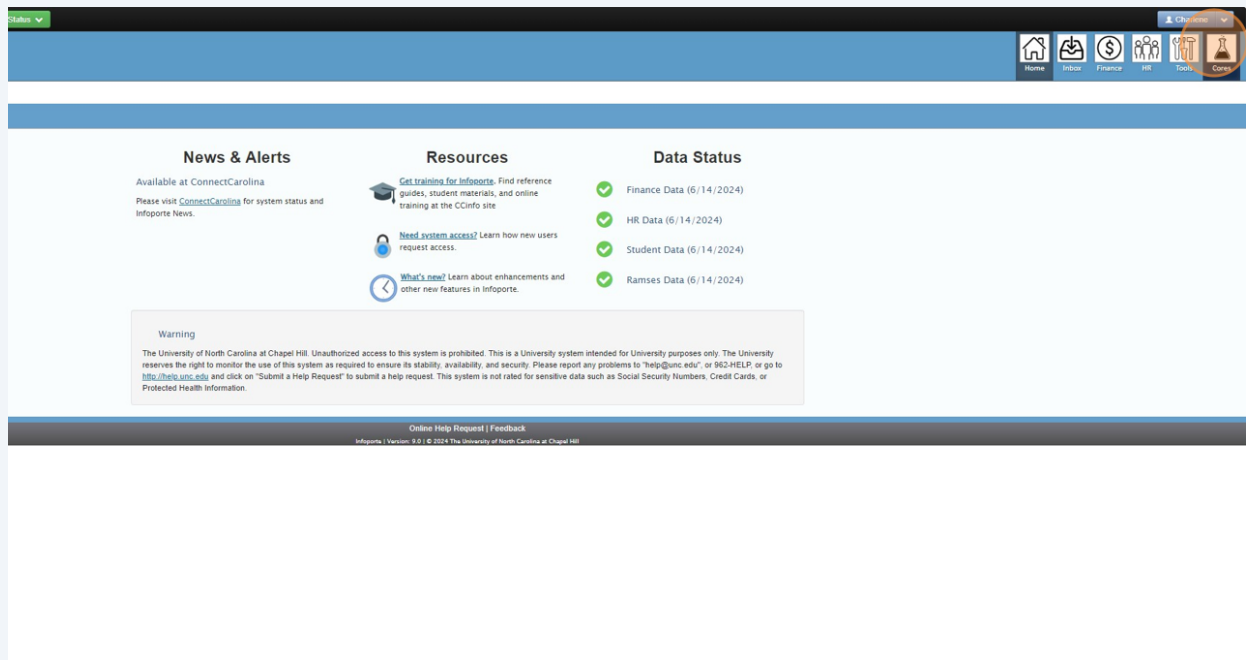 Status
Charlene
Home
Inbox
Finance
HR
Tools
Cores
News & Alerts
Available at ConnectCarolina
Please visit ConnectCarolina for system status and
Infoporte News.
Resources
Get training for Infoporte. Find reference
guides, student materials, and online
training at the CCinfo site
Need system access? Learn how new users
request access.
What's new? Learn about enhancements and
other new features in Infoporte.
Data Status
Finance Data (6/14/2024)
HR Data (6/14/2024)
Student Data (6/14/2024)
Ramses Data (6/14/2024)
Warning
The University of North Carolina at Chapel Hill. Unauthorized access to this system is prohibited. This is a University system intended for University purposes only. The University
reserves the right to monitor the use of this system as required to ensure its stability, availability, and security. Please report any problems to "help@unc.edu", or 962-HELP, or go to
http://help.unc.edu and click on "Submit a Help Request" to submit a help request. This system is not rated for sensitive data such as Social Security Numbers, Credit Cards, or
Protected Health Information.
Online Help Request | Feedback
Infoporte | Version: 9.0 | © 2024 The University of North Carolina at Chapel Hill